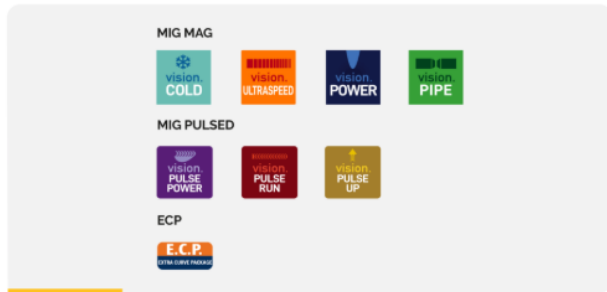 MIG MAG
vision. COLD
vision. ULTRASPEED
vision. POWER
vision. PIPE
MIG PULSED
vision. PULSE POWER
vision. PULSE RUN
vision. PULSE UP
ECP
E.C.P.
EXTRA CURVE PACKAGE